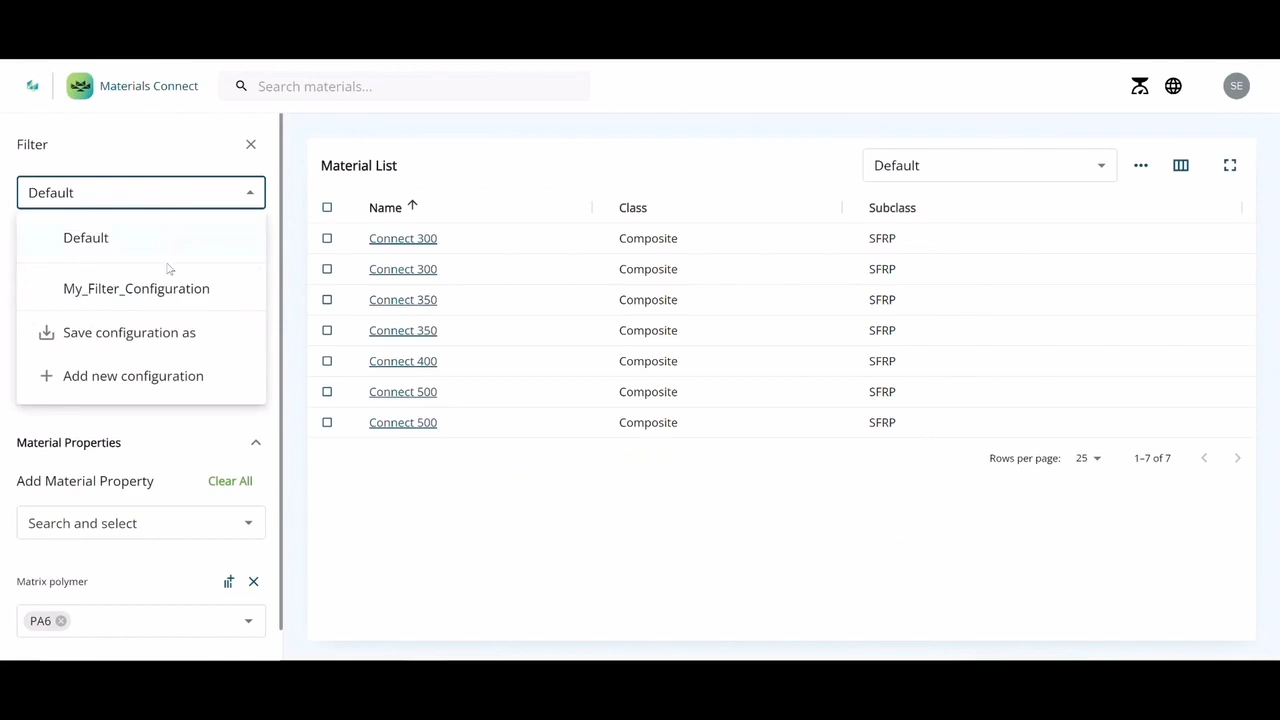 Materials Connect
Search materials...
SE
Filter
Default
Default
My_Filter_Configuration
Save configuration as
Add new configuration
Material Properties
Add Material Property Clear All
Search and select
Matrix polymer
PA6
Material List Default
Name Class Subclass
Connect 300 Composite SFRP
Connect 300 Composite SFRP
Connect 350 Composite SFRP
Connect 350 Composite SFRP
Connect 400 Composite SFRP
Connect 500 Composite SFRP
Connect 500 Composite SFRP
Rows per page: 25 1–7 of 7